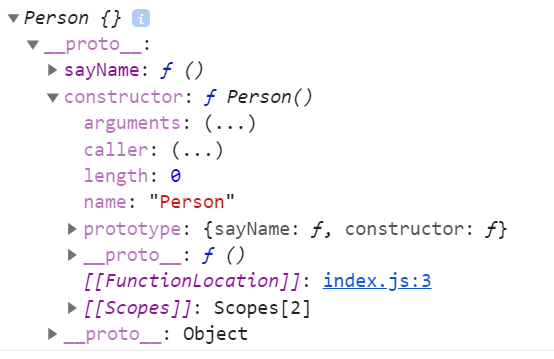 Person {} i
__proto__:
sayName: ƒ ()
constructor: ƒ Person()
arguments: (...)
caller: (...)
length: 0
name: "Person"
prototype: {sayName: ƒ, constructor: ƒ}
__proto__: ƒ ()
[[FunctionLocation]]: index.js:3
[[Scopes]]: Scopes[2]
__proto__: Object